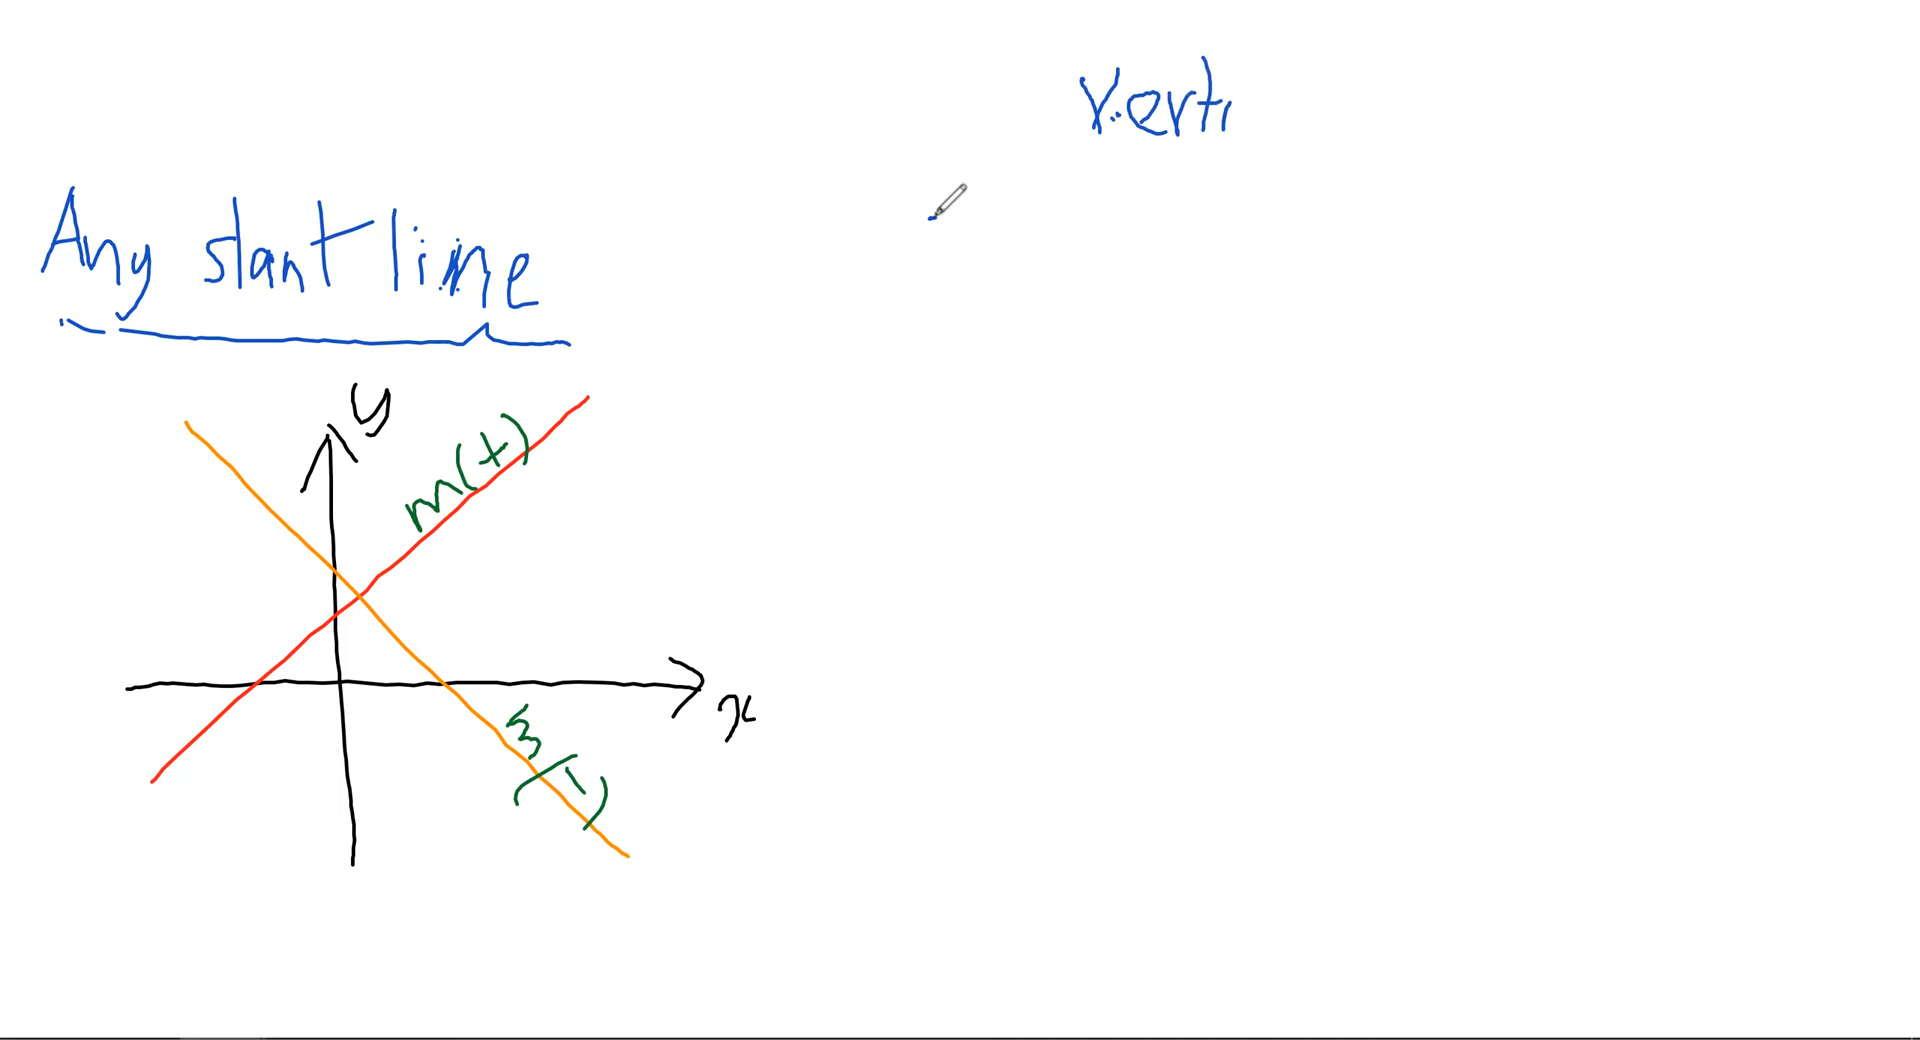 Verti
Any slant line
y
m(+)
x
m(-)